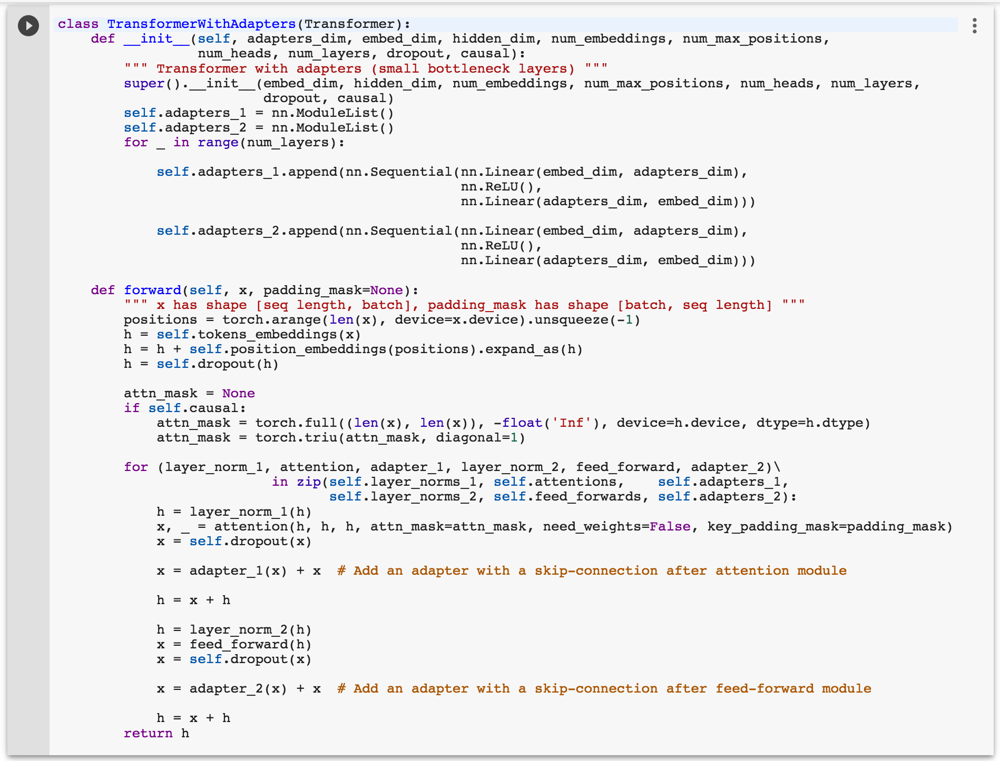 class TransformerWithAdapters(Transformer):
    def __init__(self, adapters_dim, embed_dim, hidden_dim, num_embeddings, num_max_positions,
                 num_heads, num_layers, dropout, causal):
        """ Transformer with adapters (small bottleneck layers) """
        super().__init__(embed_dim, hidden_dim, num_embeddings, num_max_positions, num_heads, num_layers,
                         dropout, causal)
        self.adapters_1 = nn.ModuleList()
        self.adapters_2 = nn.ModuleList()
        for _ in range(num_layers):

            self.adapters_1.append(nn.Sequential(nn.Linear(embed_dim, adapters_dim),
                                                 nn.ReLU(),
                                                 nn.Linear(adapters_dim, embed_dim)))

            self.adapters_2.append(nn.Sequential(nn.Linear(embed_dim, adapters_dim),
                                                 nn.ReLU(),
                                                 nn.Linear(adapters_dim, embed_dim)))

    def forward(self, x, padding_mask=None):
        """ x has shape [seq length, batch], padding_mask has shape [batch, seq length] """
        positions = torch.arange(len(x), device=x.device).unsqueeze(-1)
        h = self.tokens_embeddings(x)
        h = h + self.position_embeddings(positions).expand_as(h)
        h = self.dropout(h)

        attn_mask = None
        if self.causal:
            attn_mask = torch.full((len(x), len(x)), -float('Inf'), device=h.device, dtype=h.dtype)
            attn_mask = torch.triu(attn_mask, diagonal=1)

        for (layer_norm_1, attention, adapter_1, layer_norm_2, feed_forward, adapter_2)\
                          in zip(self.layer_norms_1, self.attentions,    self.adapters_1,
                                 self.layer_norms_2, self.feed_forwards, self.adapters_2):
            h = layer_norm_1(h)
            x, _ = attention(h, h, h, attn_mask=attn_mask, need_weights=False, key_padding_mask=padding_mask)
            x = self.dropout(x)

            x = adapter_1(x) + x  # Add an adapter with a skip-connection after attention module

            h = x + h

            h = layer_norm_2(h)
            x = feed_forward(h)
            x = self.dropout(x)

            x = adapter_2(x) + x  # Add an adapter with a skip-connection after feed-forward module

            h = x + h
        return h